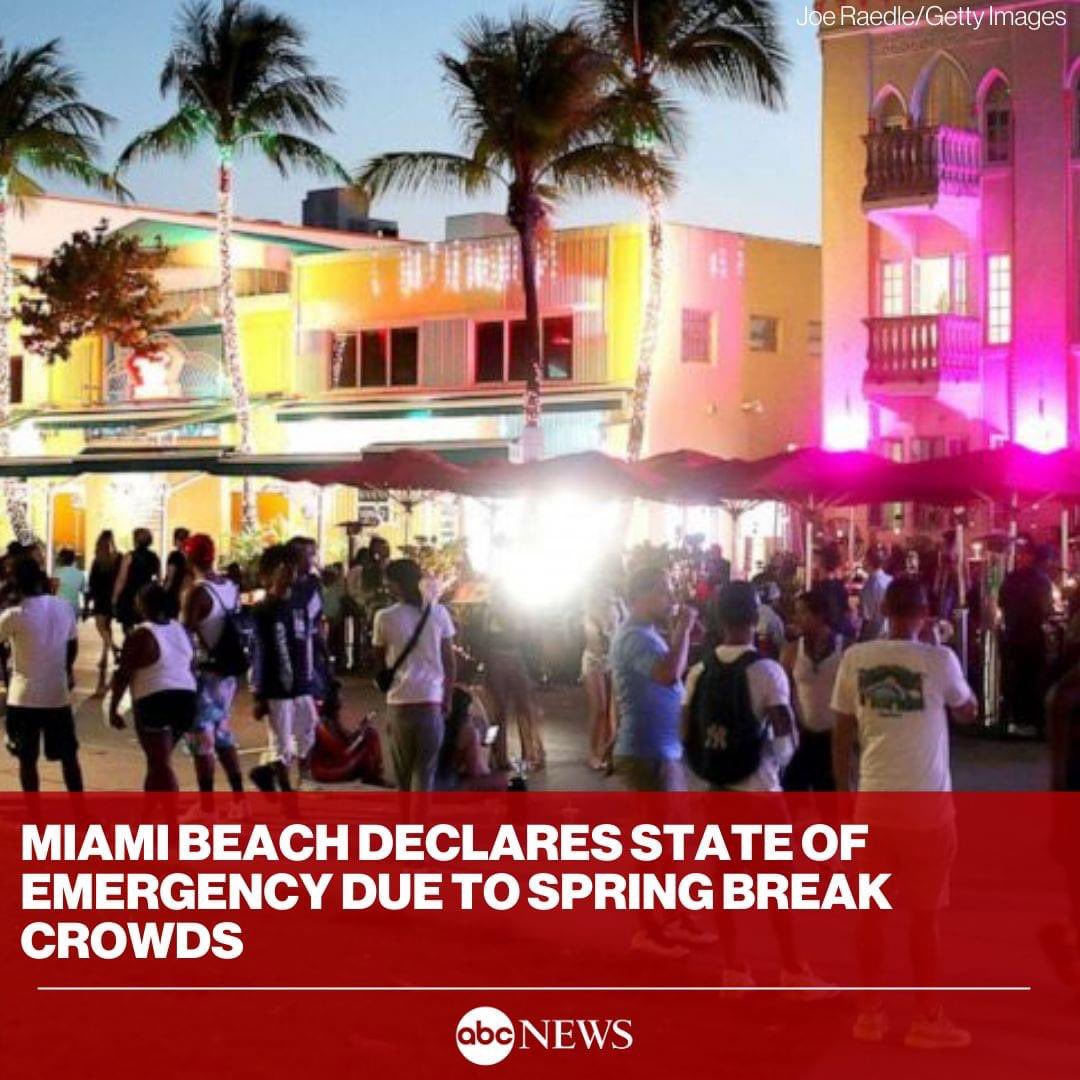 Joe Raedle/Getty Images
MIAMI BEACH DECLARES STATE OF
EMERGENCY DUE TO SPRING BREAK
CROWDS
abc NEWS